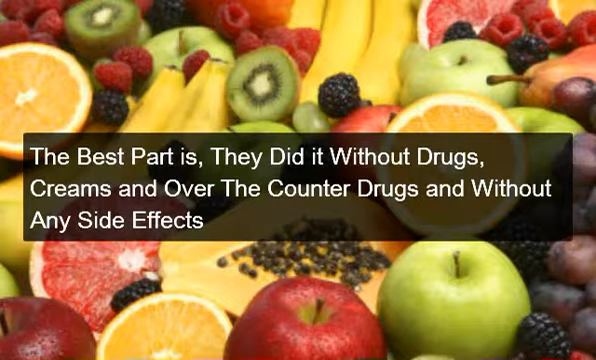 The Best Part is, They Did it Without Drugs,
Creams and Over The Counter Drugs and Without
Any Side Effects